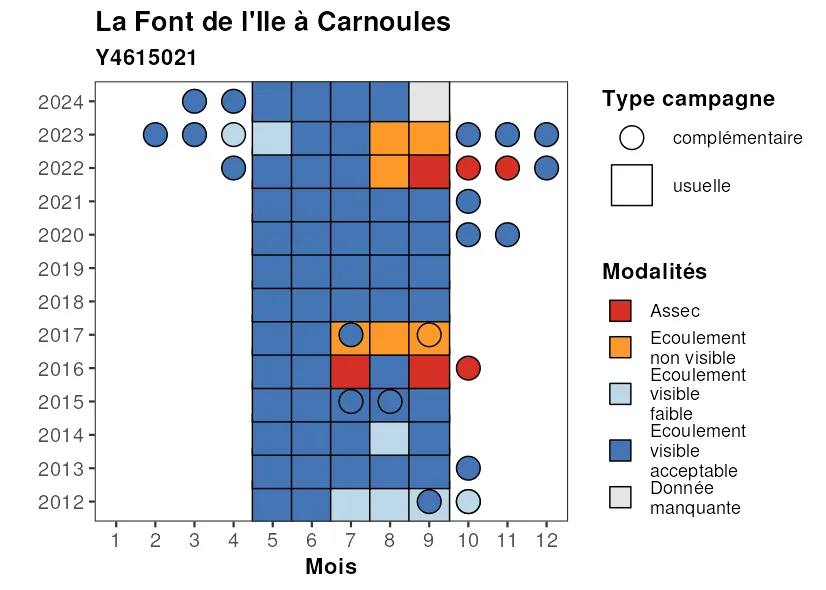 La Font de l'Ile à Carnoules
Y4615021
2024
2023
2022
2021
2020
2019
2018
2017
2016
2015
2014
2013
2012
1 2 3 4 5 6 7 8 9 10 11 12
Mois
Type campagne
complémentaire
usuelle
Modalités
Assec
Ecoulement
non visible
Ecoulement
visible
faible
Ecoulement
visible
acceptable
Donnée
manquante